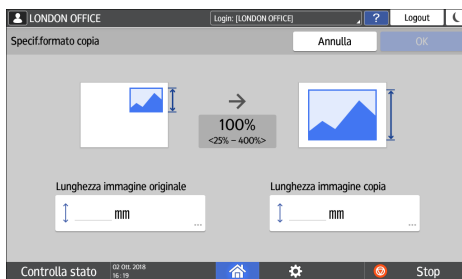 LONDON OFFICE
Login: [LONDON OFFICE]
?
Logout
Specif.formato copia
Annulla
OK
100%
<25% – 400%>
Lunghezza immagine originale
Lunghezza immagine copia
mm
...
mm
...
Controlla stato
02 Ott. 2018
16:19
Stop